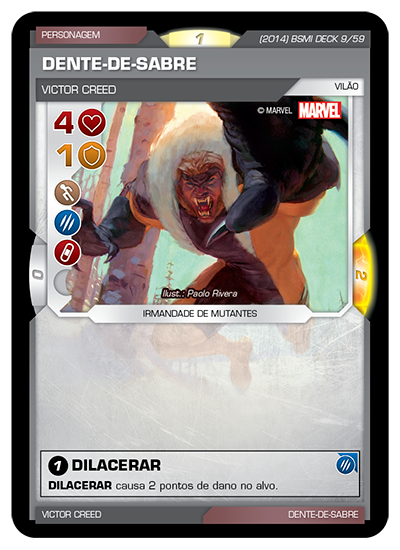 PERSONAGEM
1
(2014) BSMI DECK 9/59
DENTE-DE-SABRE
VICTOR CREED
VILÃO
© MARVEL MARVEL
4
1
0
2
Ilust.: Paolo Rivera
IRMANDADE DE MUTANTES
1 DILACERAR
DILACERAR causa 2 pontos de dano no alvo.
VICTOR CREED
DENTE-DE-SABRE